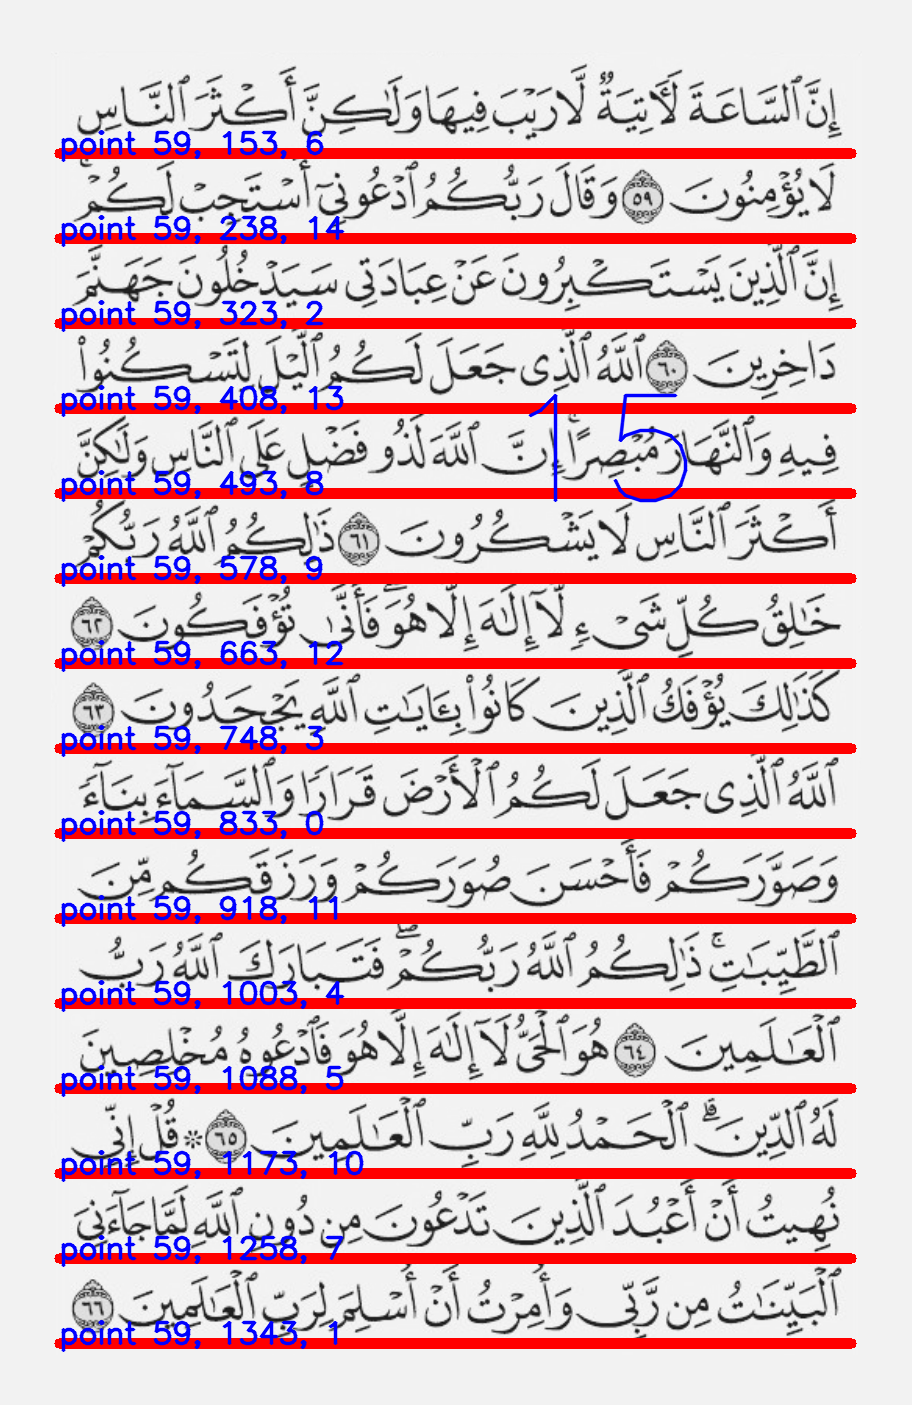 إِنَّ ٱلسَّاعَةَ لَـَٔاتِيَةٌ لَّا رَيْبَ فِيهَا وَلَـٰكِنَّ أَكْثَرَ ٱلنَّاسِ
point 59, 153, 6
لَا يُؤْمِنُونَ ٥٩ وَقَالَ رَبُّكُمُ ٱدْعُونِىٓ أَسْتَجِبْ لَكُمْ ۚ
point 59, 238, 14
إِنَّ ٱلَّذِينَ يَسْتَكْبِرُونَ عَنْ عِبَادَتِى سَيَدْخُلُونَ جَهَنَّمَ
point 59, 323, 2
دَاخِرِينَ ٦٠ ٱللَّهُ ٱلَّذِى جَعَلَ لَكُمُ ٱلَّيْلَ لِتَسْكُنُوا۟
point 59, 408, 13
15
فِيهِ وَٱلنَّهَارَ مُبْصِرًا ۚ إِنَّ ٱللَّهَ لَذُو فَضْلٍ عَلَى ٱلنَّاسِ وَلَـٰكِنَّ
point 59, 493, 8
أَكْثَرَ ٱلنَّاسِ لَا يَشْكُرُونَ ٦١ ذَٰلِكُمُ ٱللَّهُ رَبُّكُمْ
point 59, 578, 9
خَـٰلِقُ كُلِّ شَىْءٍ لَّآ إِلَـٰهَ إِلَّا هُوَ ۖ فَأَنَّىٰ تُؤْفَكُونَ ٦٢
point 59, 663, 12
كَذَٰلِكَ يُؤْفَكُ ٱلَّذِينَ كَانُوا۟ بِـَٔايَـٰتِ ٱللَّهِ يَجْحَدُونَ ٦٣
point 59, 748, 3
ٱللَّهُ ٱلَّذِى جَعَلَ لَكُمُ ٱلْأَرْضَ قَرَارًا وَٱلسَّمَآءَ بِنَآءً
point 59, 833, 0
وَصَوَّرَكُمْ فَأَحْسَنَ صُوَرَكُمْ وَرَزَقَكُم مِّنَ
point 59, 918, 11
ٱلطَّيِّبَـٰتِ ۚ ذَٰلِكُمُ ٱللَّهُ رَبُّكُمْ ۖ فَتَبَارَكَ ٱللَّهُ رَبُّ
point 59, 1003, 4
ٱلْعَـٰلَمِينَ ٦٤ هُوَ ٱلْحَىُّ لَآ إِلَـٰهَ إِلَّا هُوَ فَٱدْعُوهُ مُخْلِصِينَ
point 59, 1088, 5
لَهُ ٱلدِّينَ ۗ ٱلْحَمْدُ لِلَّهِ رَبِّ ٱلْعَـٰلَمِينَ ٦٥ ۞ قُلْ إِنِّى
point 59, 1173, 10
نُهِيتُ أَنْ أَعْبُدَ ٱلَّذِينَ تَدْعُونَ مِن دُونِ ٱللَّهِ لَمَّا جَآءَنِىَ
point 59, 1258, 7
ٱلْبَيِّنَـٰتُ مِن رَّبِّى وَأُمِرْتُ أَنْ أُسْلِمَ لِرَبِّ ٱلْعَـٰلَمِينَ ٦٦
point 59, 1343, 1